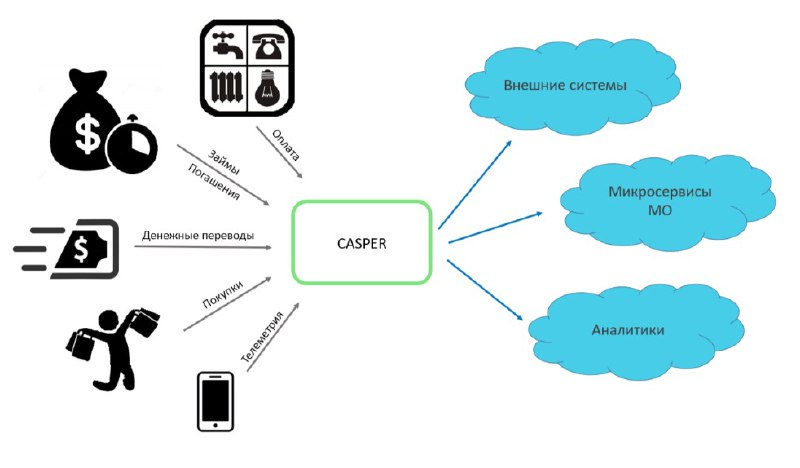 Оплата
Займы
Погашения
Денежные переводы
Покупки
Телеметрия
CASPER
Внешние системы
Микросервисы
МО
Аналитики